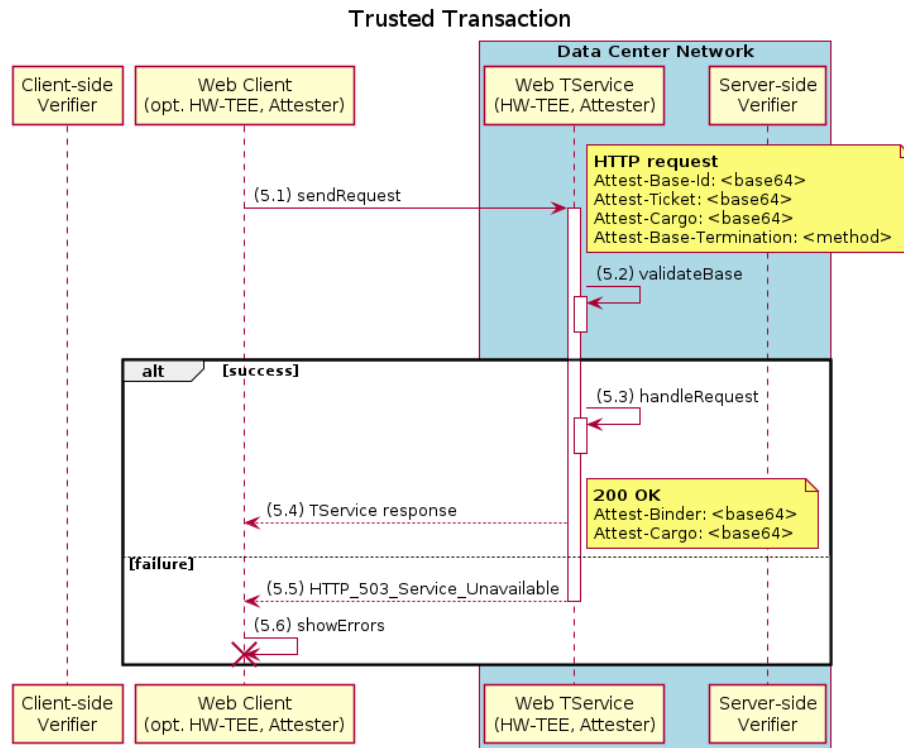 Trusted Transaction
Data Center Network
Client-side
Verifier
Web Client
(opt. HW-TEE, Attester)
Web TService
(HW-TEE, Attester)
Server-side
Verifier
HTTP request
Attest-Base-Id: <base64>
Attest-Ticket: <base64>
Attest-Cargo: <base64>
Attest-Base-Termination: <method>
(5.1) sendRequest
(5.2) validateBase
alt
[success]
(5.3) handleRequest
200 OK
Attest-Binder: <base64>
Attest-Cargo: <base64>
(5.4) TService response
[failure]
(5.5) HTTP_503_Service_Unavailable
(5.6) showErrors
Client-side
Verifier
Web Client
(opt. HW-TEE, Attester)
Web TService
(HW-TEE, Attester)
Server-side
Verifier